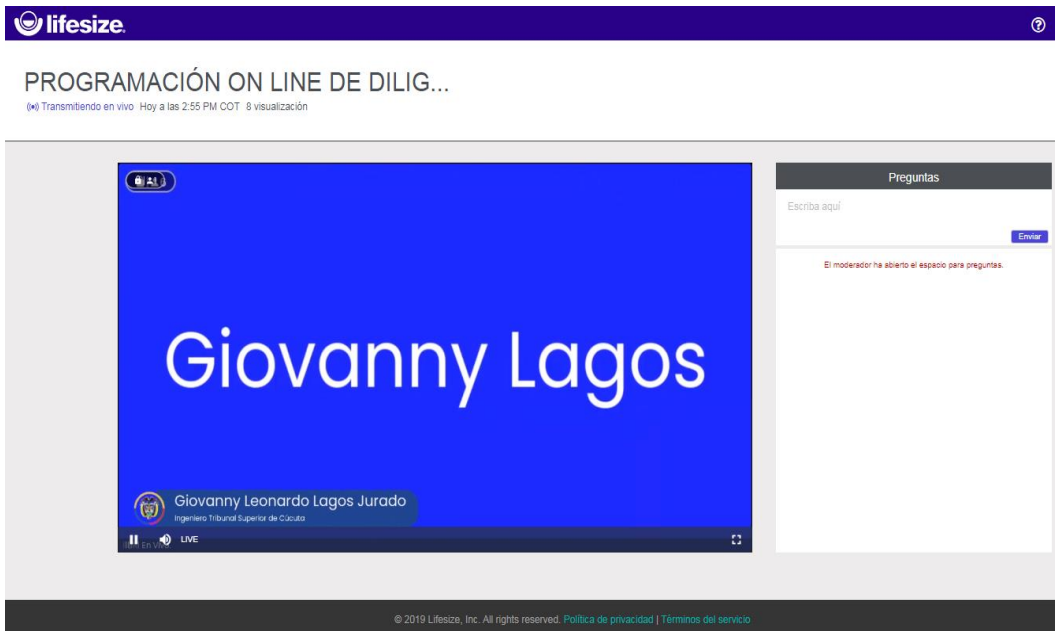 lifesize
PROGRAMACIÓN ON LINE DE DILIG...
Transmitiendo en vivo Hoy a las 2:55 PM COT 8 visualización
Giovanny Lagos
Giovanny Leonardo Lagos Jurado
Ingeniero Tribunal Superior de Cúcuta
En Vivo
LIVE
Preguntas
Escriba aquí
Enviar
El moderador ha abierto el espacio para preguntas.
© 2019 Lifesize, Inc. All rights reserved. Política de privacidad | Términos del servicio